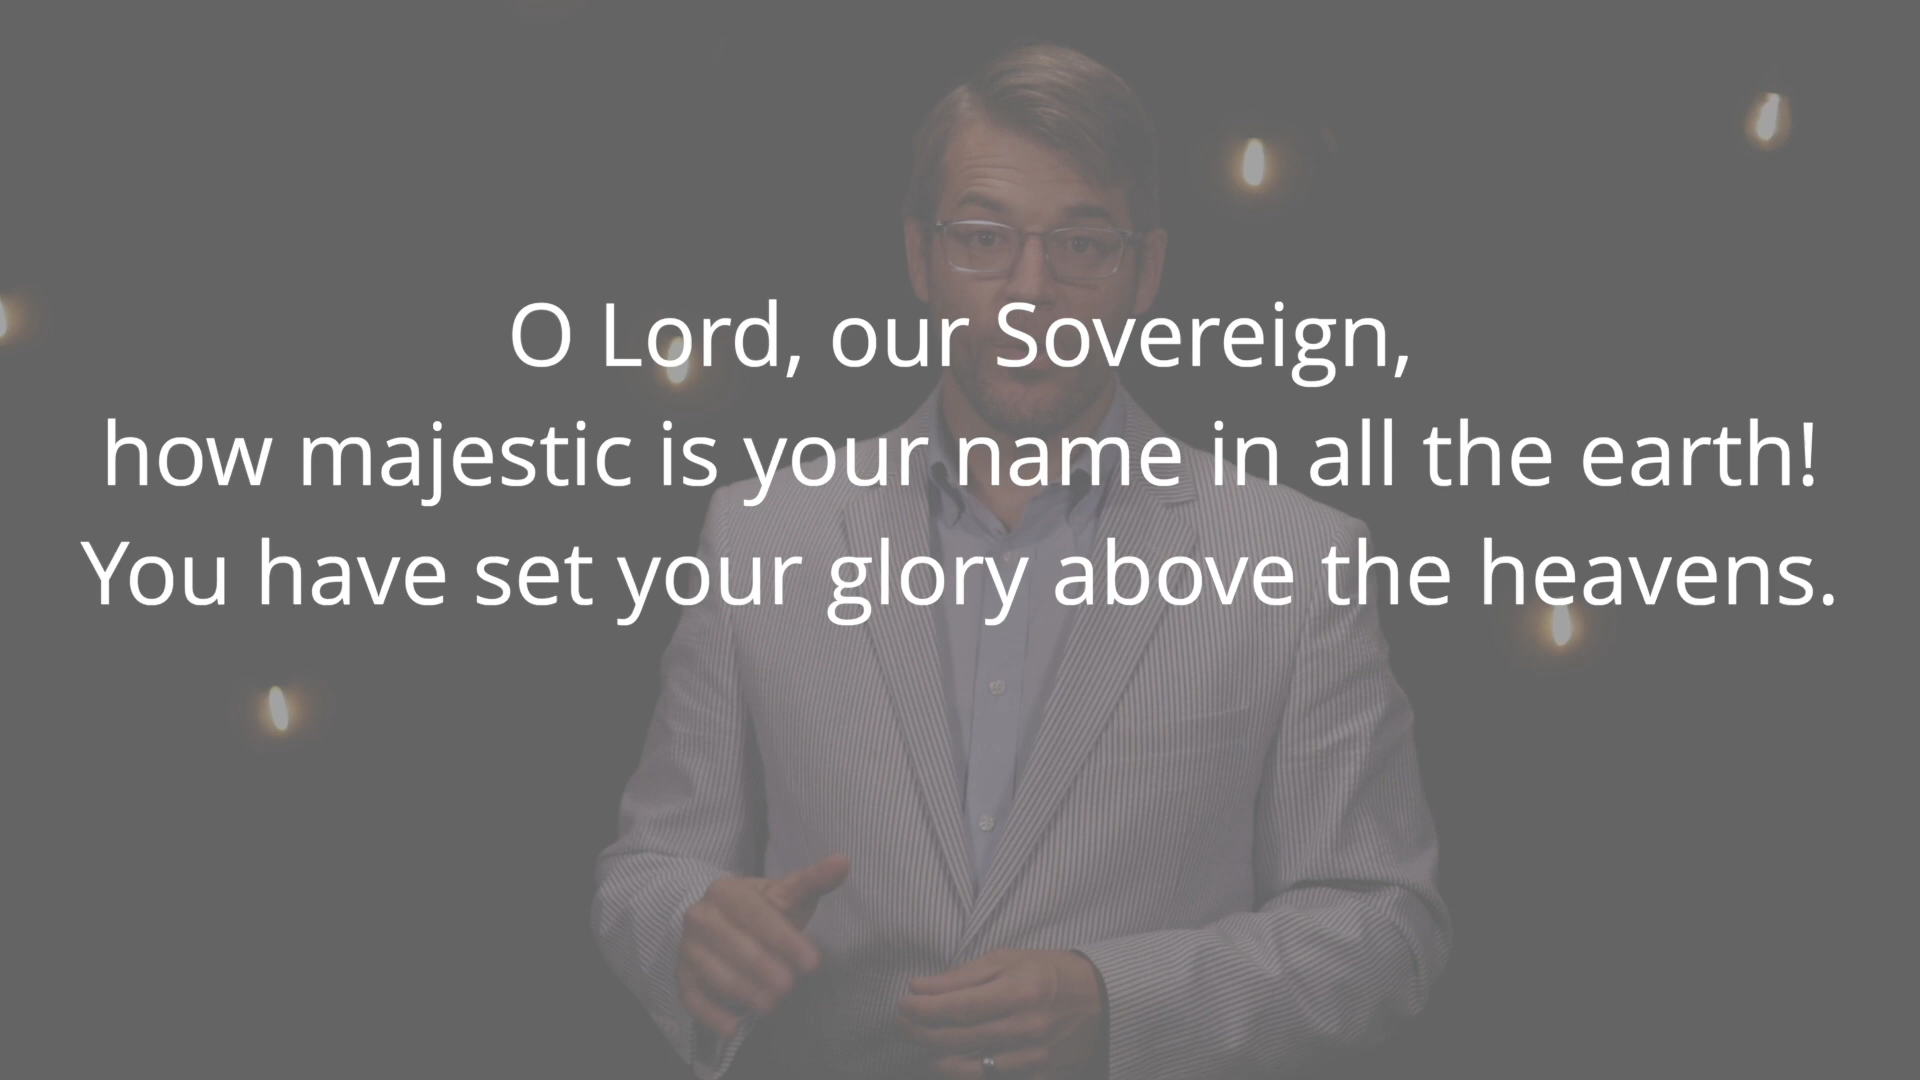 O Lord, our Sovereign,
how majestic is your name in all the earth!
You have set your glory above the heavens.